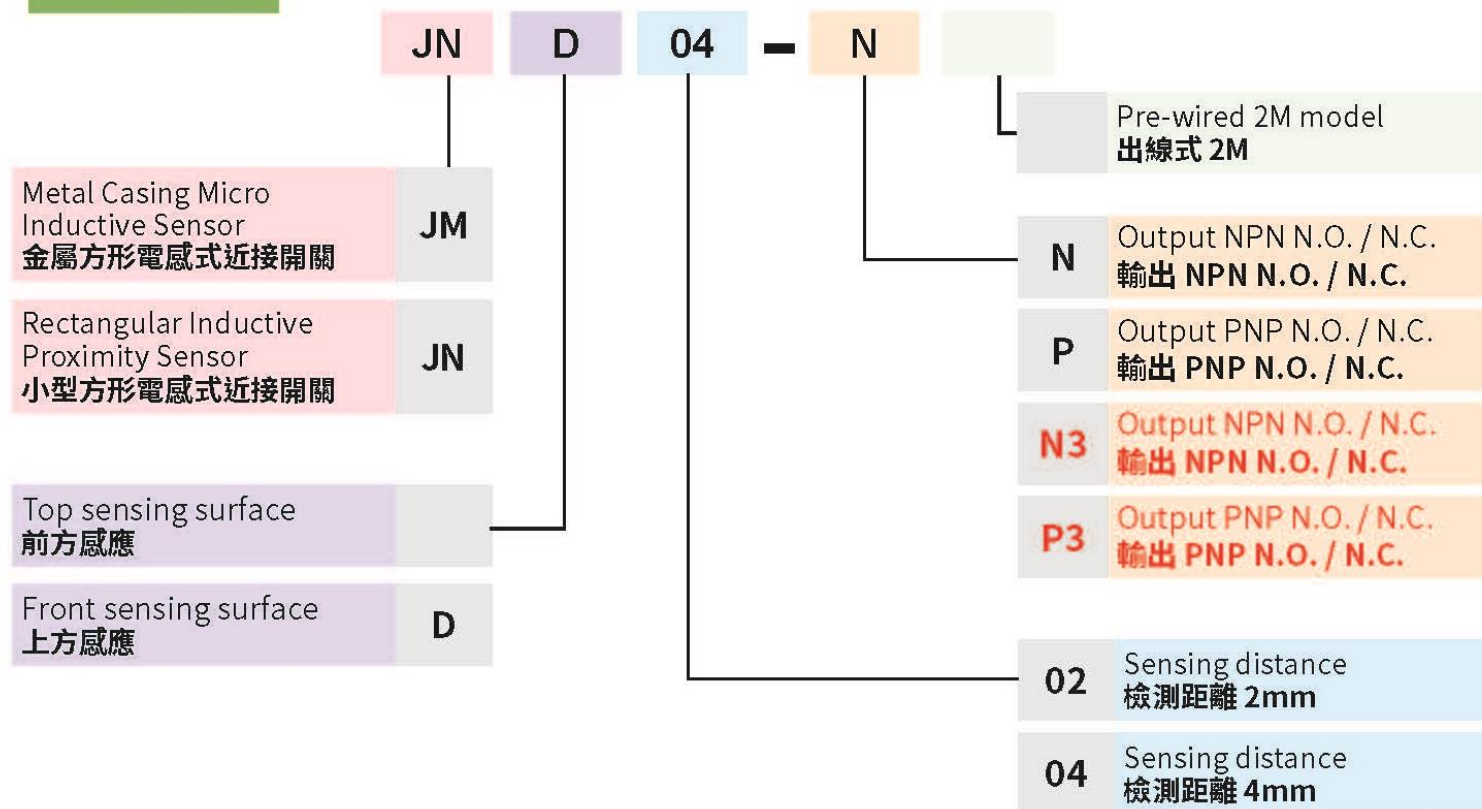 JN D 04 - N
Pre-wired 2M model
出線式 2M
Metal Casing Micro
Inductive Sensor
金屬方形電感式近接開關
JM
Rectangular Inductive
Proximity Sensor
小型方形電感式近接開關
JN
Top sensing surface
前方感應
Front sensing surface
上方感應
D
N
Output NPN N.O. / N.C.
輸出 NPN N.O. / N.C.
P
Output PNP N.O. / N.C.
輸出 PNP N.O. / N.C.
N3
Output NPN N.O. / N.C.
輸出 NPN N.O. / N.C.
P3
Output PNP N.O. / N.C.
輸出 PNP N.O. / N.C.
02
Sensing distance
檢測距離 2mm
04
Sensing distance
檢測距離 4mm